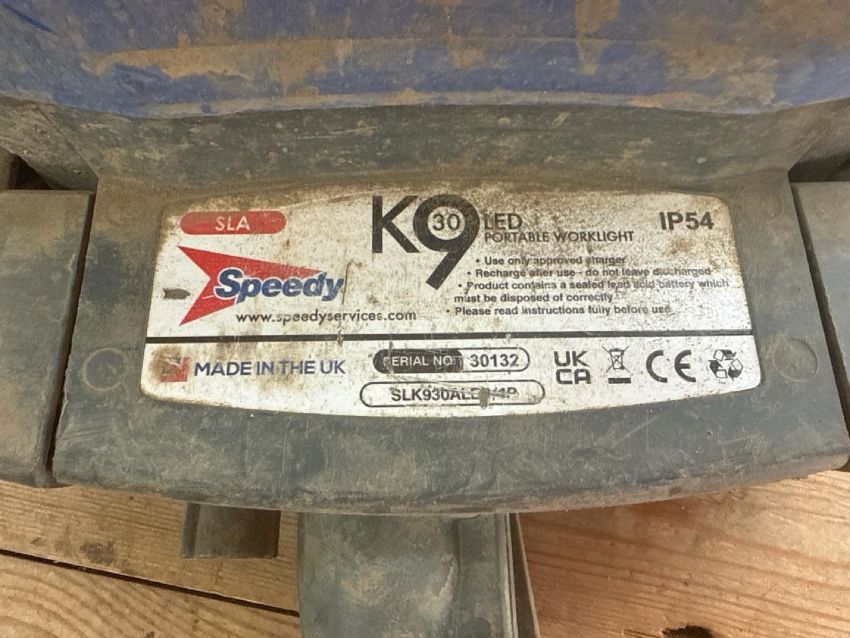 SLA
K9
30
LED
PORTABLE WORKLIGHT
IP54
Speedy
www.speedyservices.com
• Use only approved charger
• Recharge after use - do not leave discharged
• Product contains a sealed lead acid battery which
must be disposed of correctly
• Please read instructions fully before use.
MADE IN THE UK
SERIAL NO: 30132
UK
CA
CE